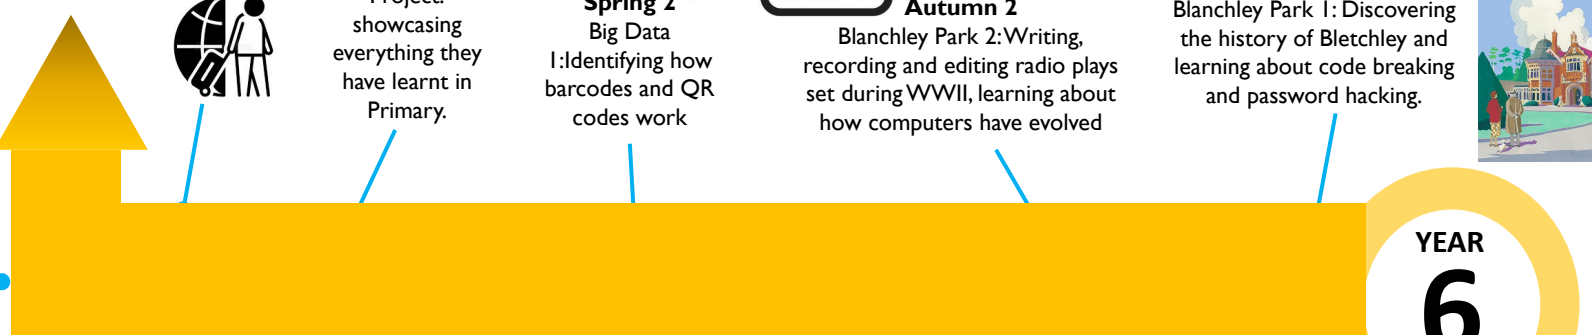 Project:
showcasing
everything they
have learnt in
Primary.
Spring 2
Big Data
1:Identifying how
barcodes and QR
codes work
Autumn 2
Blanchley Park 2: Writing,
recording and editing radio plays
set during WWII, learning about
how computers have evolved
Blanchley Park 1: Discovering
the history of Bletchley and
learning about code breaking
and password hacking.
YEAR
6